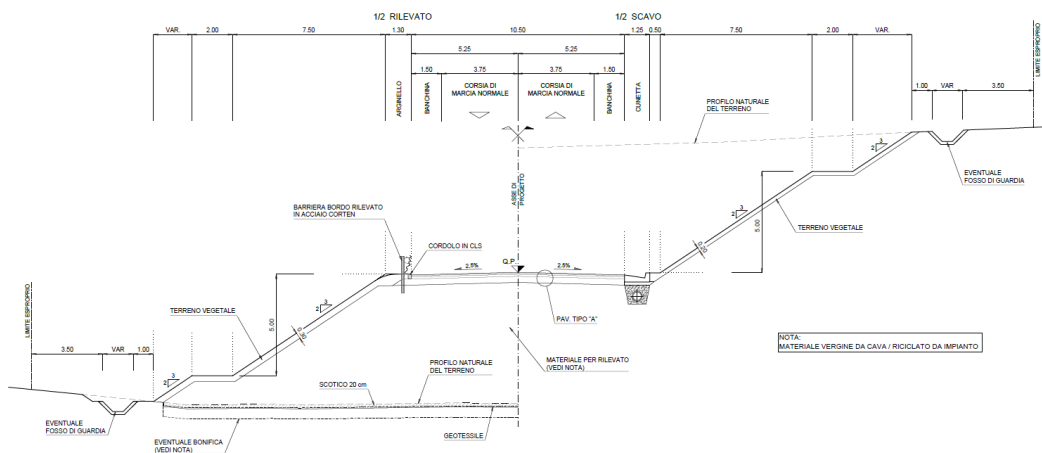 1/2 RILEVATO
1/2 SCAVO
VAR. 2.00 7.50 1.30 10.50 1.25 0.50 7.50 2.00 VAR.
5.25 5.25
1.50 3.75 3.75 1.50
1.00 VAR 3.50
LIMITE ESPROPRIO
ARGINELLO
BANCHINA
CORSIA DI
MARCIA NORMALE
CORSIA DI
MARCIA NORMALE
BANCHINA
CUNETTA
PROFILO NATURALE
DEL TERRENO
3
2
EVENTUALE
FOSSO DI GUARDIA
ASSE DI
PROGETTO
5.00
BARRIERA BORDO RILEVATO
IN ACCIAIO CORTEN
3
2
TERRENO VEGETALE
0.20
CORDOLO IN CLS
Q.P.
2.5%
2.5%
LIMITE ESPROPRIO
3
2
TERRENO VEGETALE
5.00
0.30
PAV. TIPO "A"
NOTA:
MATERIALE VERGINE DA CAVA / RICICLATO DA IMPIANTO
3.50 VAR 1.00
PROFILO NATURALE
DEL TERRENO
MATERIALE PER RILEVATO
(VEDI NOTA)
3
2
SCOTICO 20 cm
EVENTUALE
FOSSO DI GUARDIA
GEOTESSILE
EVENTUALE BONIFICA
(VEDI NOTA)